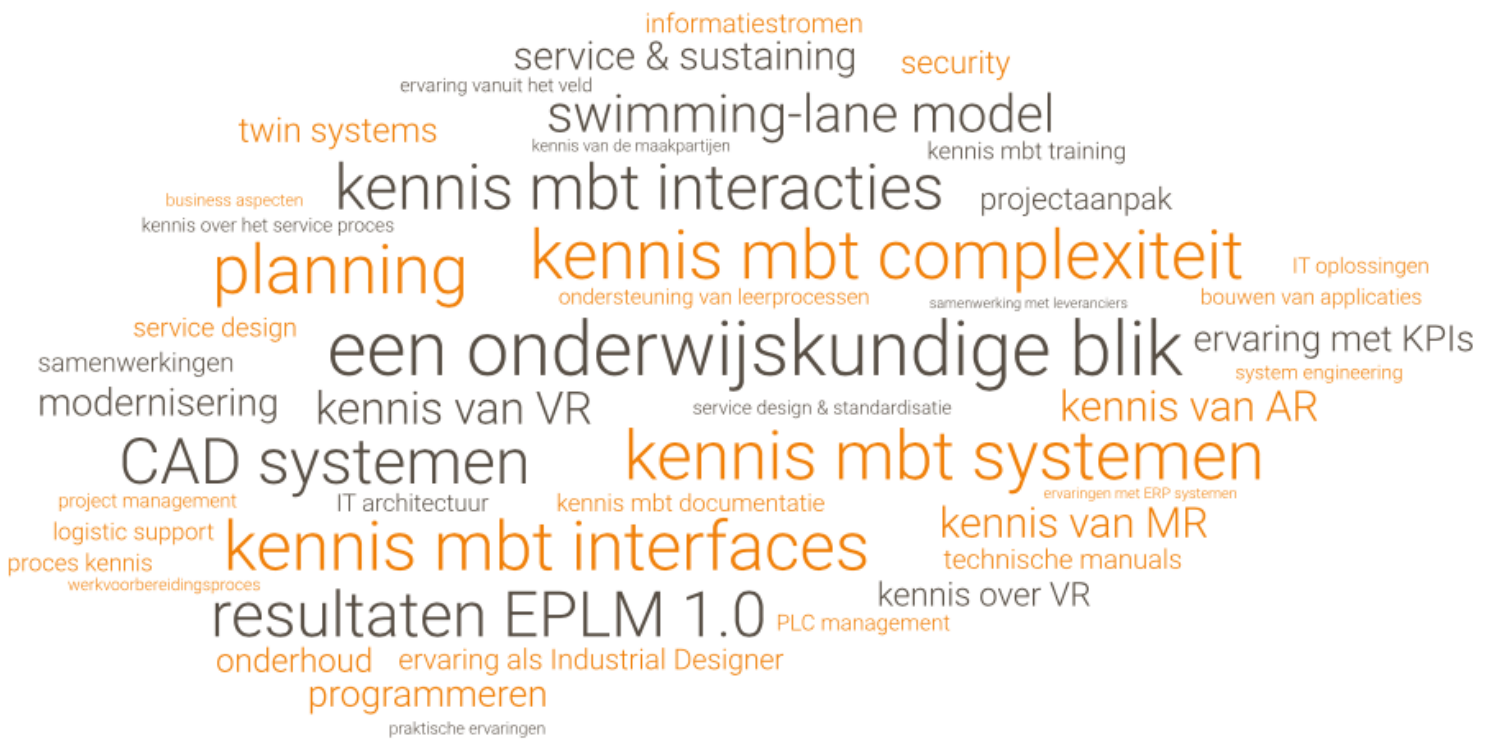 informatiestromen
service & sustaining
security
ervaring vanuit het veld
swimming-lane model
twin systems
kennis van de maakpartijen
kennis mbt training
kennis mbt interacties
projectaanpak
business aspecten
kennis over het service proces
planning
kennis mbt complexiteit
IT oplossingen
ondersteuning van leerprocessen
samenwerking met leveranciers
bouwen van applicaties
service design
een onderwijskundige blik
ervaring met KPIs
samenwerkingen
system engineering
modernisering
kennis van VR
service design & standardisatie
kennis van AR
CAD systemen
kennis mbt systemen
project management
IT architectuur
kennis mbt documentatie
ervaringen met ERP systemen
logistic support
kennis mbt interfaces
kennis van MR
proces kennis
technische manuals
werkvoorbereidingsproces
resultaten EPLM 1.0
kennis over VR
PLC management
onderhoud
ervaring als Industrial Designer
programmeren
praktische ervaringen